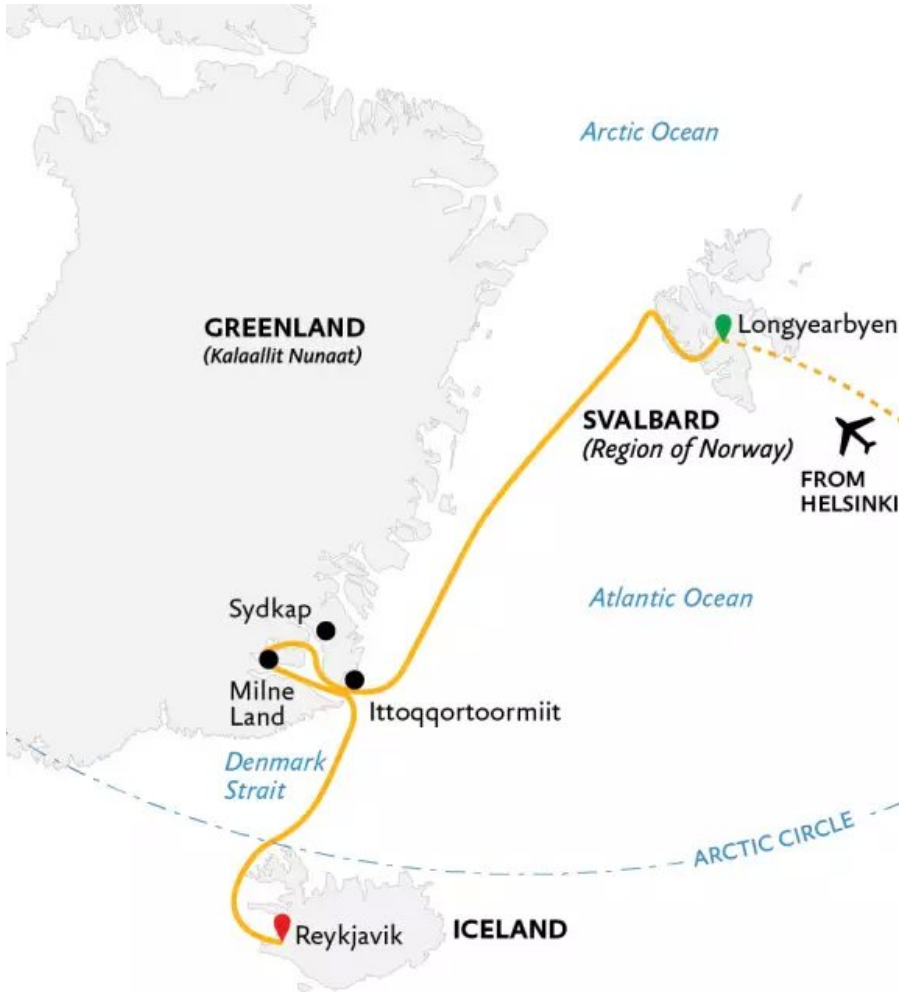 Arctic Ocean
GREENLAND
(Kalaallit Nunaat)
Longyearbyen
SVALBARD
(Region of Norway)
FROM
HELSINKI
Atlantic Ocean
Sydkap
Milne
Land
Ittoqqortoormiit
Denmark
Strait
ARCTIC CIRCLE
Reykjavik
ICELAND